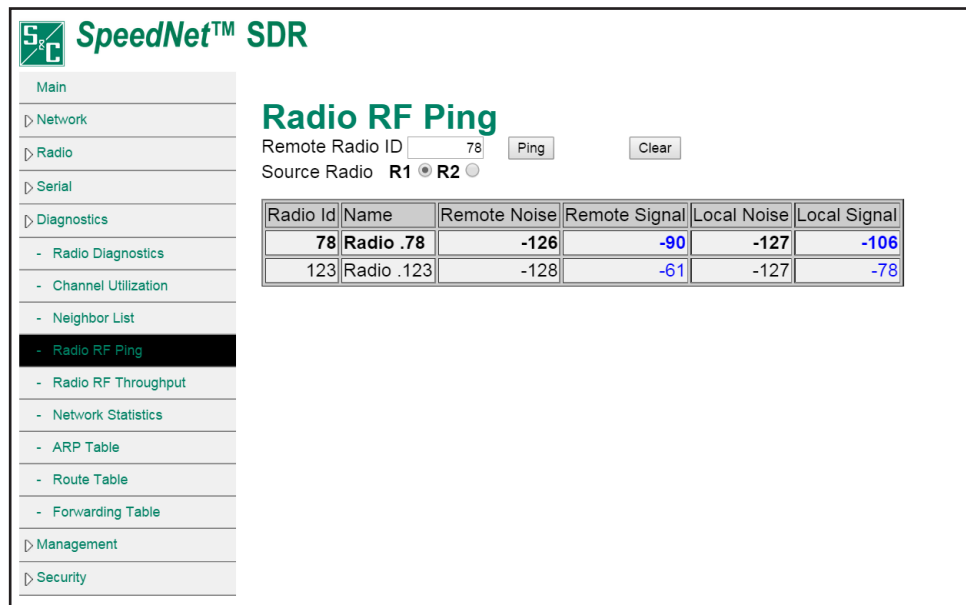 S&C SpeedNet™ SDR
Main
Network
Radio
Serial
Diagnostics
- Radio Diagnostics
- Channel Utilization
- Neighbor List
- Radio RF Ping
- Radio RF Throughput
- Network Statistics
- ARP Table
- Route Table
- Forwarding Table
Management
Security
Radio RF Ping
Remote Radio ID 78 Ping Clear
Source Radio R1 R2
Radio Id Name Remote Noise Remote Signal Local Noise Local Signal
78 Radio .78 -126 -90 -127 -106
123 Radio .123 -128 -61 -127 -78